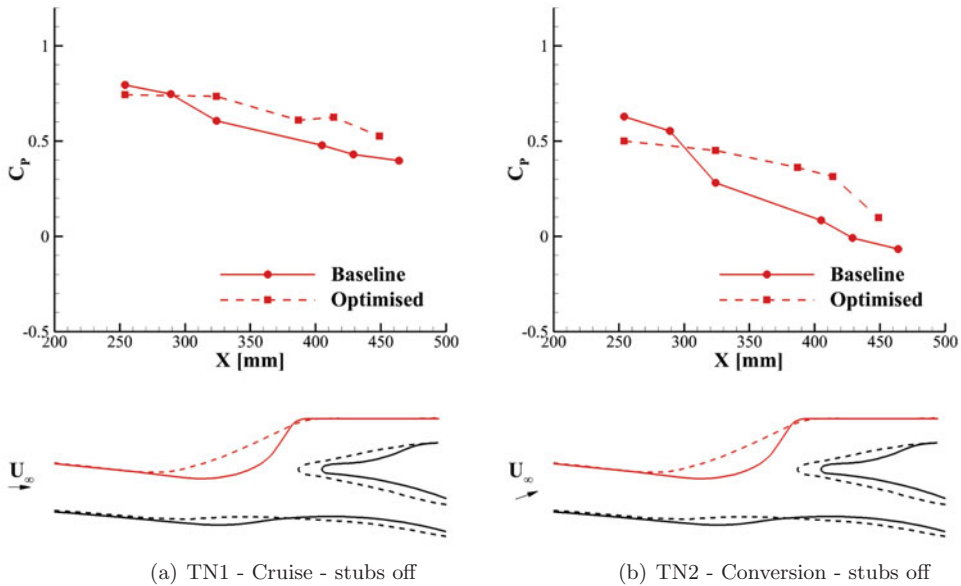 1
0.5
0
-0.5
C_P
Baseline
Optimised
200 250 300 350 400 450 500
X [mm]
U_∞
(a) TN1 - Cruise - stubs off
1
0.5
0
-0.5
C_P
Baseline
Optimised
200 250 300 350 400 450 500
X [mm]
U_∞
(b) TN2 - Conversion - stubs off